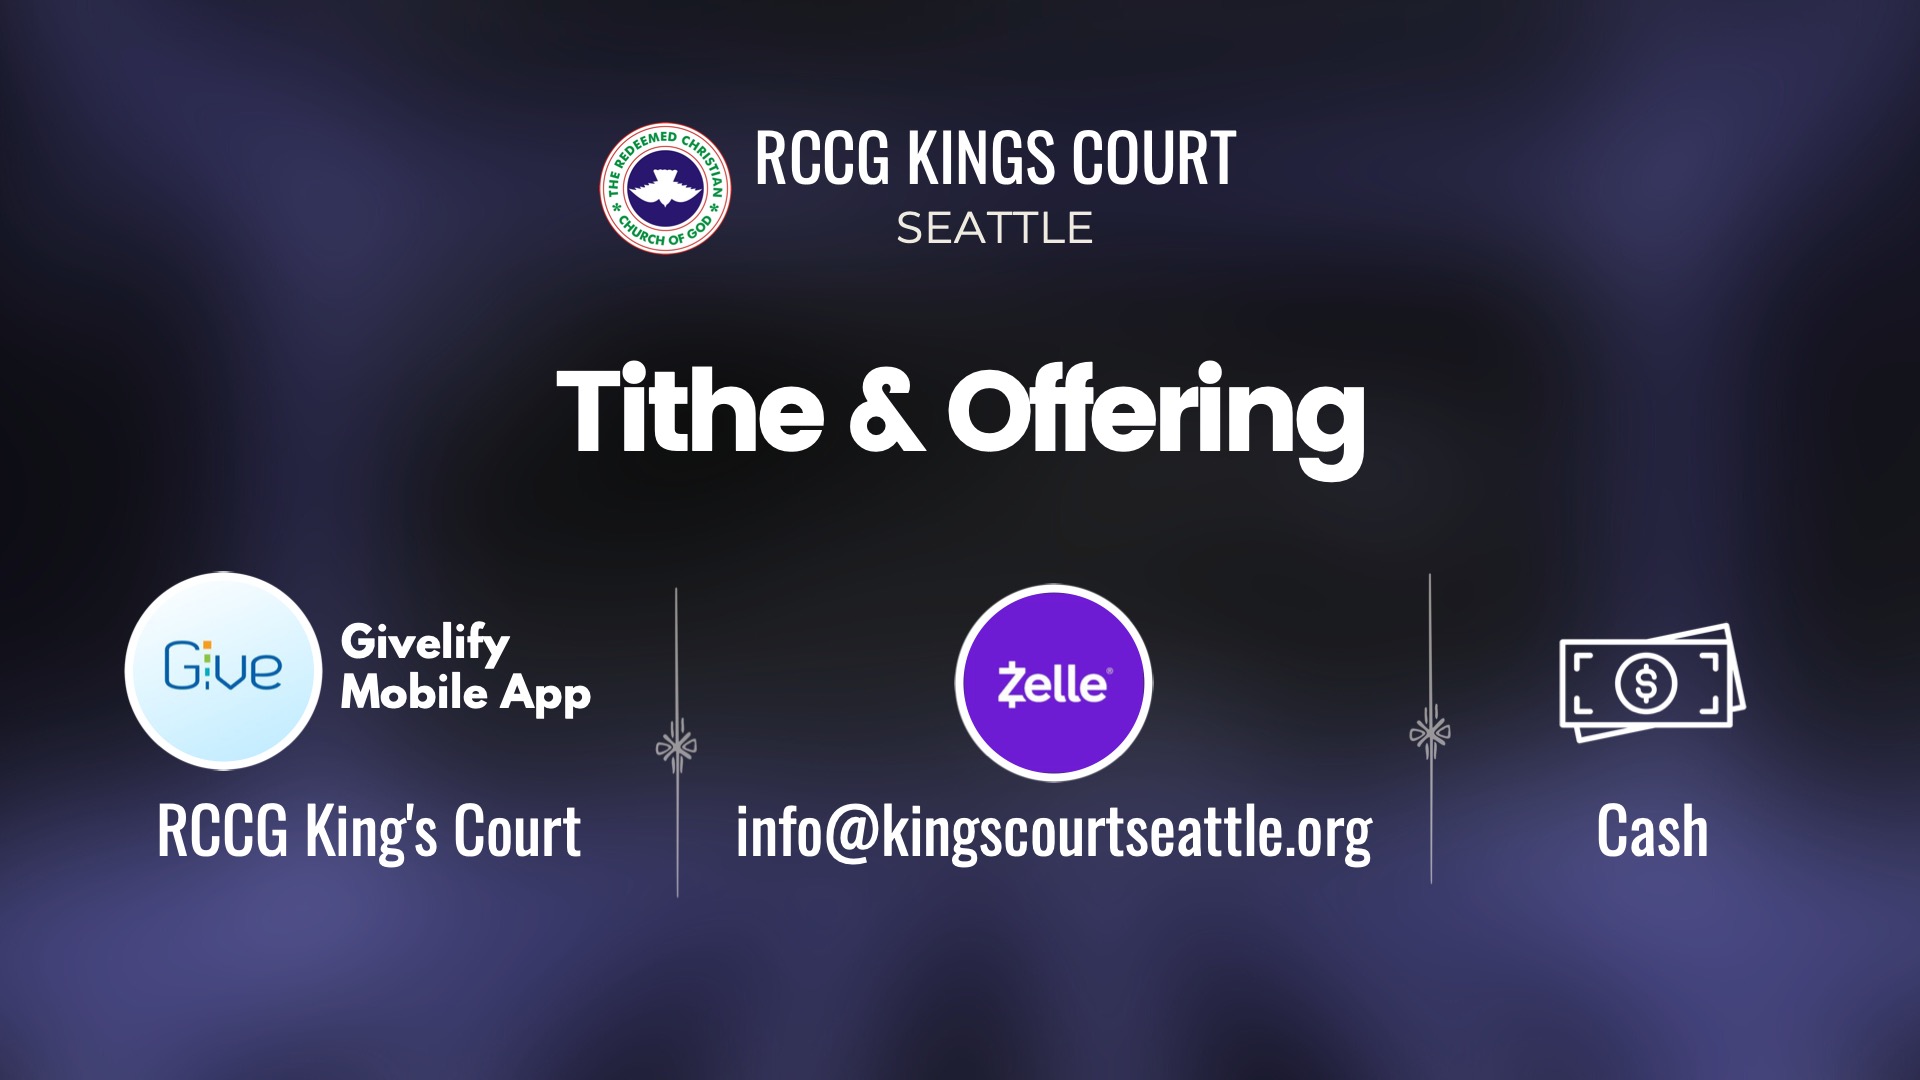 THE REDEEMED CHRISTIAN
CHURCH OF GOD
RCCG KINGS COURT
SEATTLE
Tithe & Offering
Give
Givelify
Mobile App
RCCG King's Court
Zelle®
info@kingscourtseattle.org
$
Cash